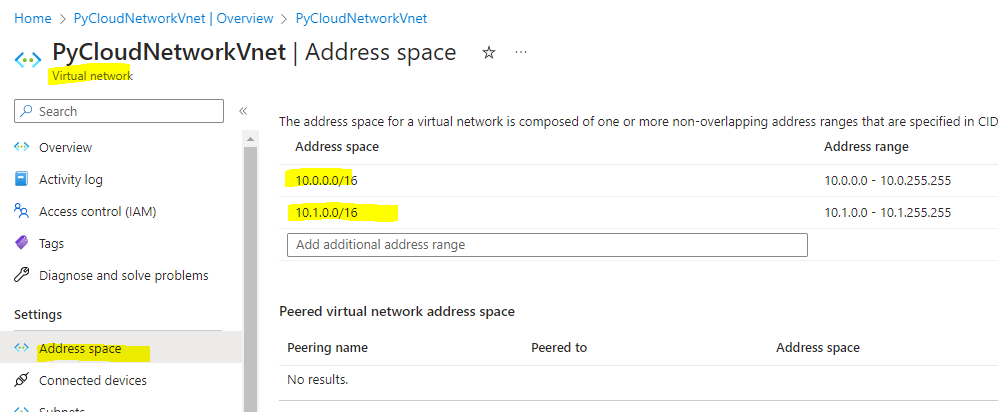 Home > PyCloudNetworkVnet | Overview > PyCloudNetworkVnet
PyCloudNetworkVnet | Address space
Virtual network
Search
Overview
Activity log
Access control (IAM)
Tags
Diagnose and solve problems
Settings
Address space
Connected devices
Subnets
The address space for a virtual network is composed of one or more non-overlapping address ranges that are specified in CID
Address space Address range
10.0.0.0/16 10.0.0.0 - 10.0.255.255
10.1.0.0/16 10.1.0.0 - 10.1.255.255
Add additional address range
Peered virtual network address space
Peering name Peered to Address space
No results.